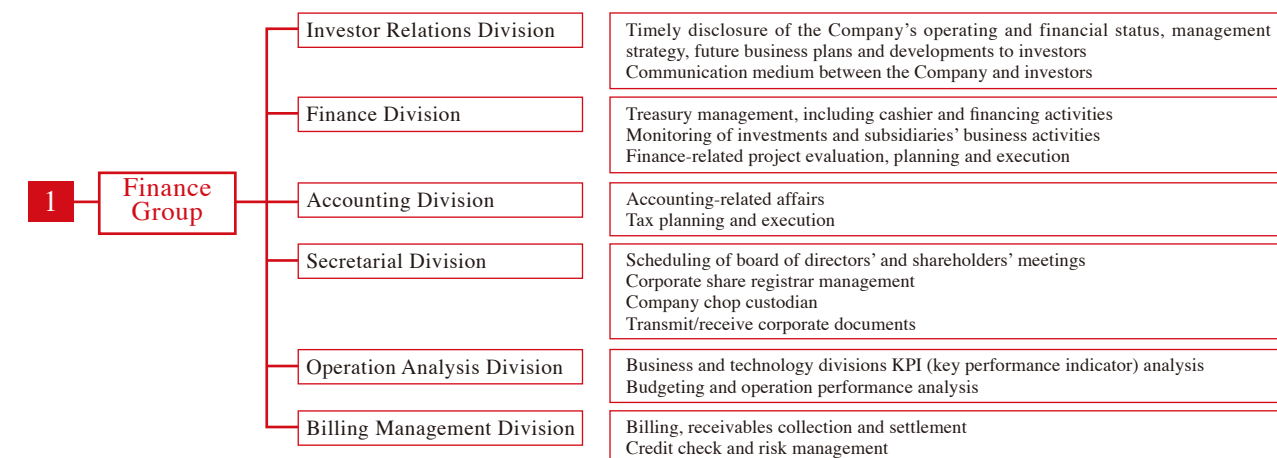 1
Finance
Group
Investor Relations Division
Timely disclosure of the Company's operating and financial status, management
strategy, future business plans and developments to investors
Communication medium between the Company and investors
Finance Division
Treasury management, including cashier and financing activities
Monitoring of investments and subsidiaries' business activities
Finance-related project evaluation, planning and execution
Accounting Division
Accounting-related affairs
Tax planning and execution
Secretarial Division
Scheduling of board of directors' and shareholders' meetings
Corporate share registrar management
Company chop custodian
Transmit/receive corporate documents
Operation Analysis Division
Business and technology divisions KPI (key performance indicator) analysis
Budgeting and operation performance analysis
Billing Management Division
Billing, receivables collection and settlement
Credit check and risk management